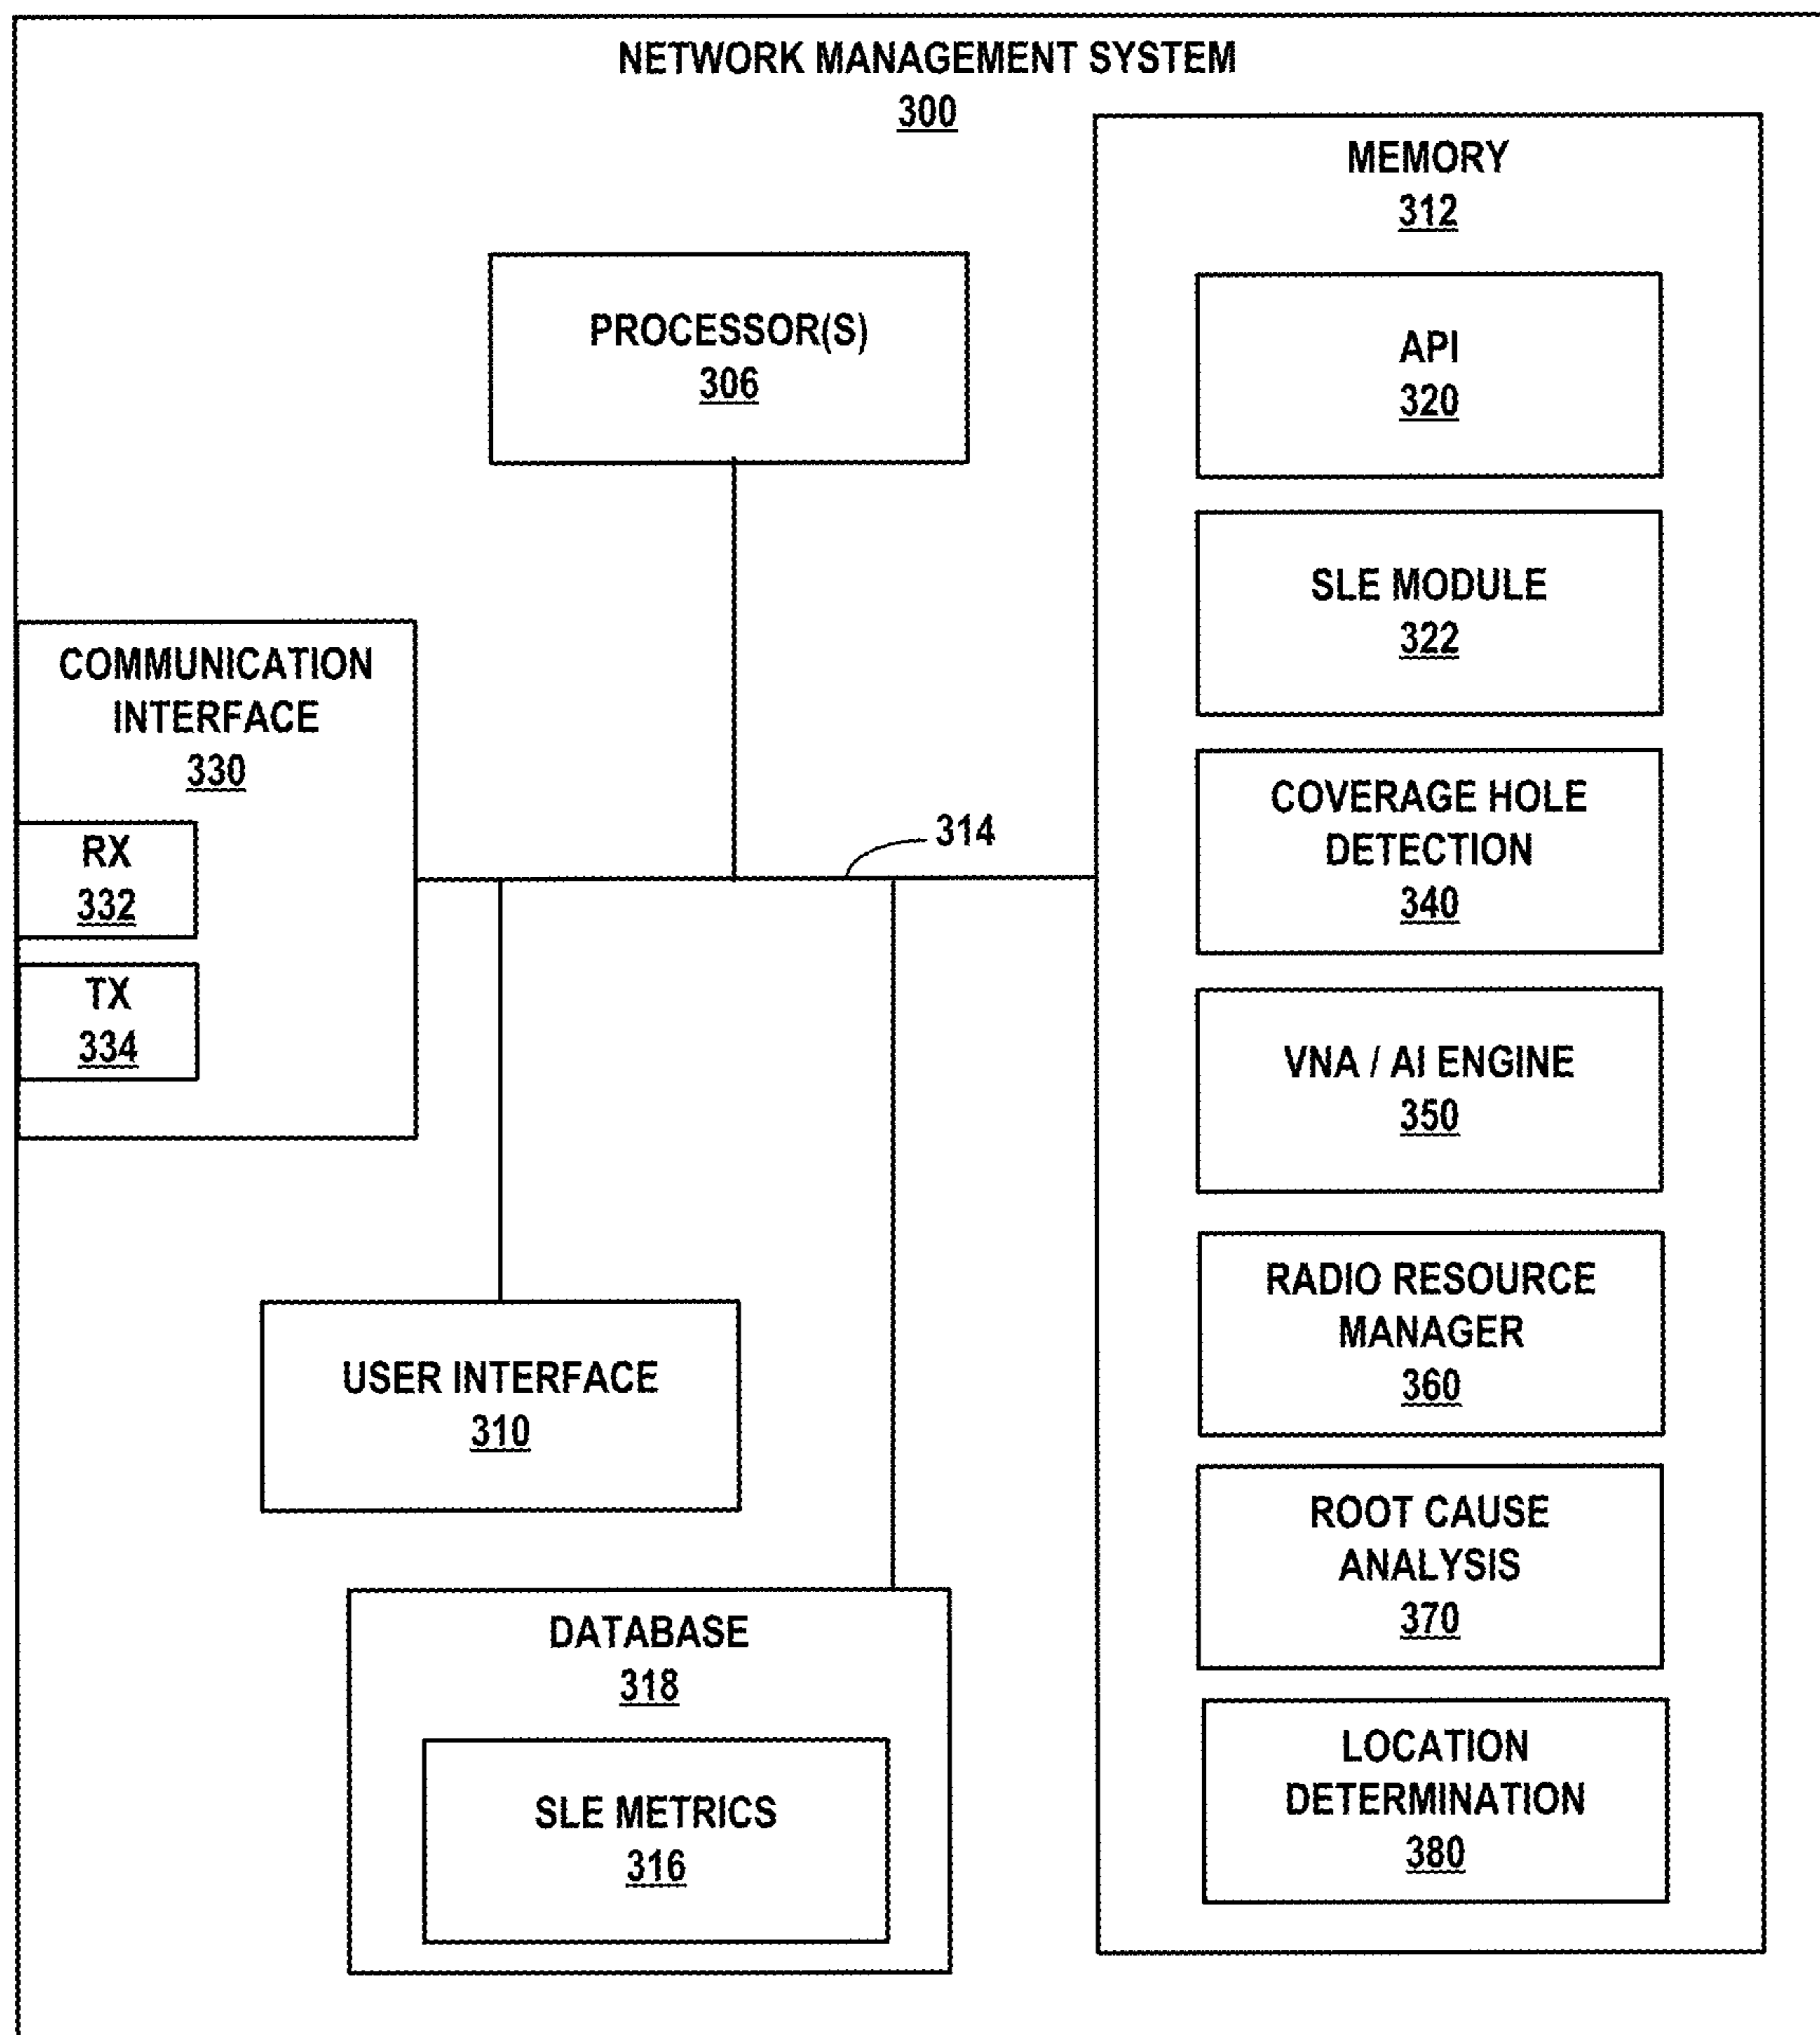 NETWORK MANAGEMENT SYSTEM
300
MEMORY
312
PROCESSOR(S)
306
API
320
SLE MODULE
322
COMMUNICATION
INTERFACE
330
RX
332
TX
334
314
COVERAGE HOLE
DETECTION
340
VNA / AI ENGINE
350
RADIO RESOURCE
MANAGER
360
USER INTERFACE
310
ROOT CAUSE
ANALYSIS
370
DATABASE
318
SLE METRICS
316
LOCATION
DETERMINATION
380